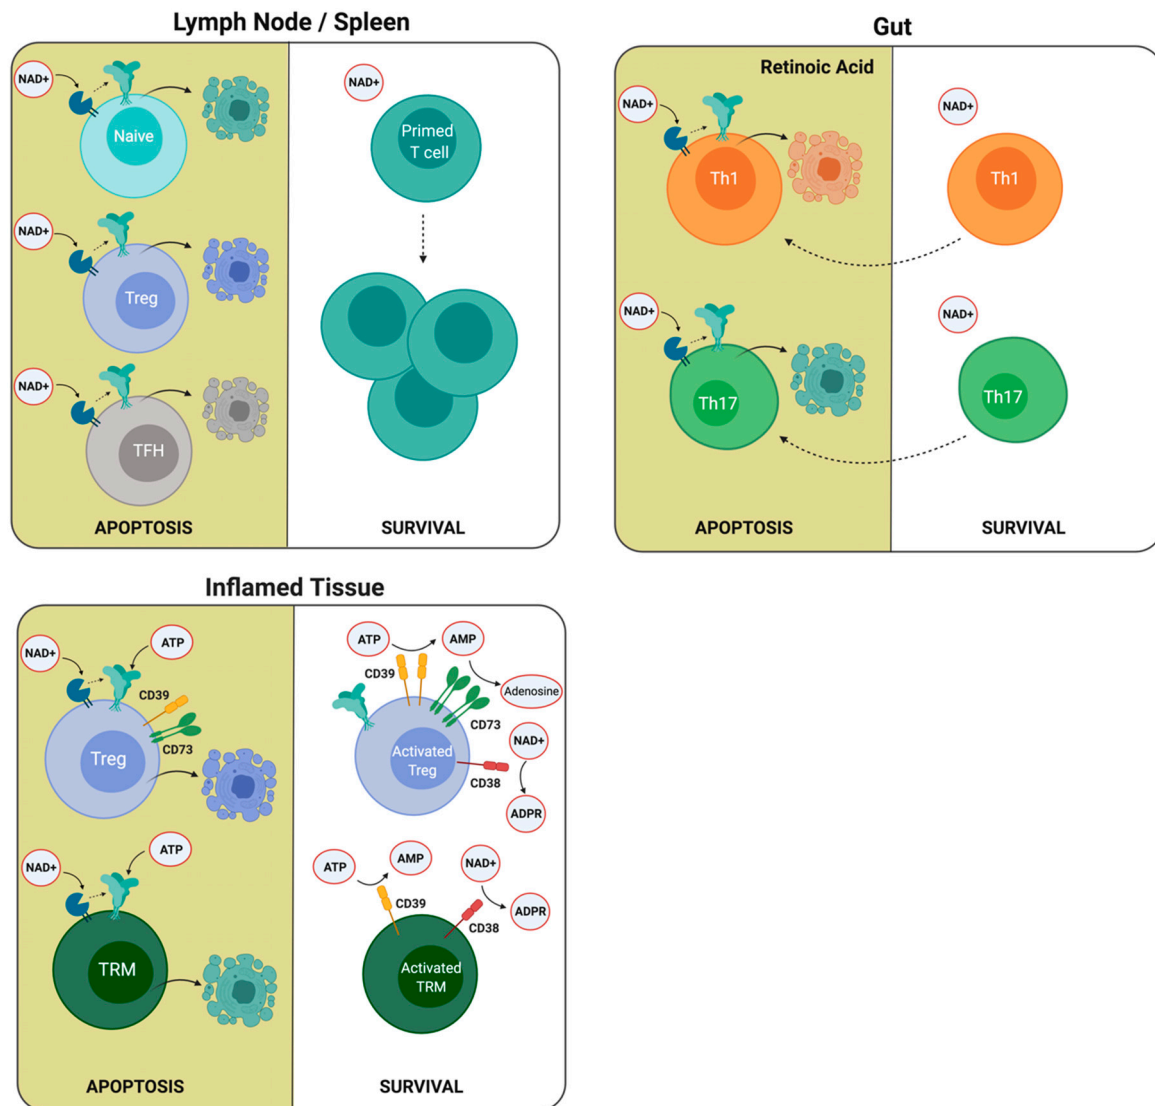 Lymph Node / Spleen
NAD+
Naive
NAD+
Treg
NAD+
TFH
APOPTOSIS
NAD+
Primed
T cell
SURVIVAL
Gut
Retinoic Acid
NAD+
Th1
NAD+
Th17
APOPTOSIS
NAD+
Th1
NAD+
Th17
SURVIVAL
Inflamed Tissue
NAD+
ATP
CD39
CD73
Treg
NAD+
ATP
TRM
APOPTOSIS
ATP
AMP
CD39
Adenosine
CD73
NAD+
Activated
Treg
CD38
ADPR
ATP
AMP
NAD+
CD39
ADPR
CD38
Activated
TRM
SURVIVAL